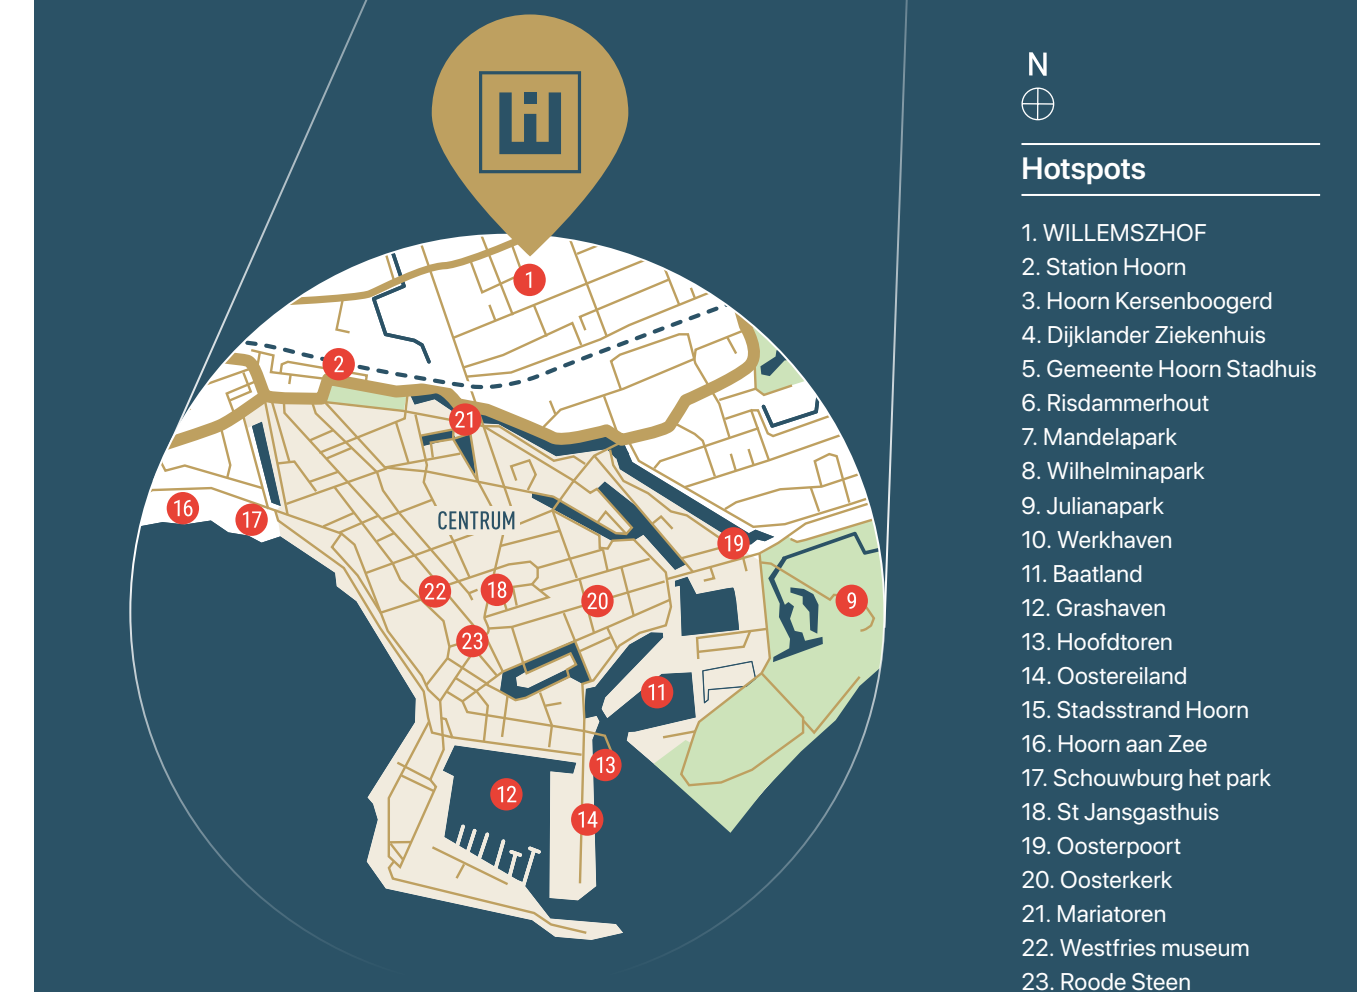 1
2
21
16
17
CENTRUM
19
22
18
20
9
23
11
13
12
14
N
Hotspots
1. WILLEMSZHOF
2. Station Hoorn
3. Hoorn Kersenboogerd
4. Dijklander Ziekenhuis
5. Gemeente Hoorn Stadhuis
6. Risdammerhout
7. Mandelapark
8. Wilhelminapark
9. Julianapark
10. Werkhaven
11. Baatland
12. Grashaven
13. Hoofdtoren
14. Oostereiland
15. Stadsstrand Hoorn
16. Hoorn aan Zee
17. Schouwburg het park
18. St Jansgasthuis
19. Oosterpoort
20. Oosterkerk
21. Mariatoren
22. Westfries museum
23. Roode Steen